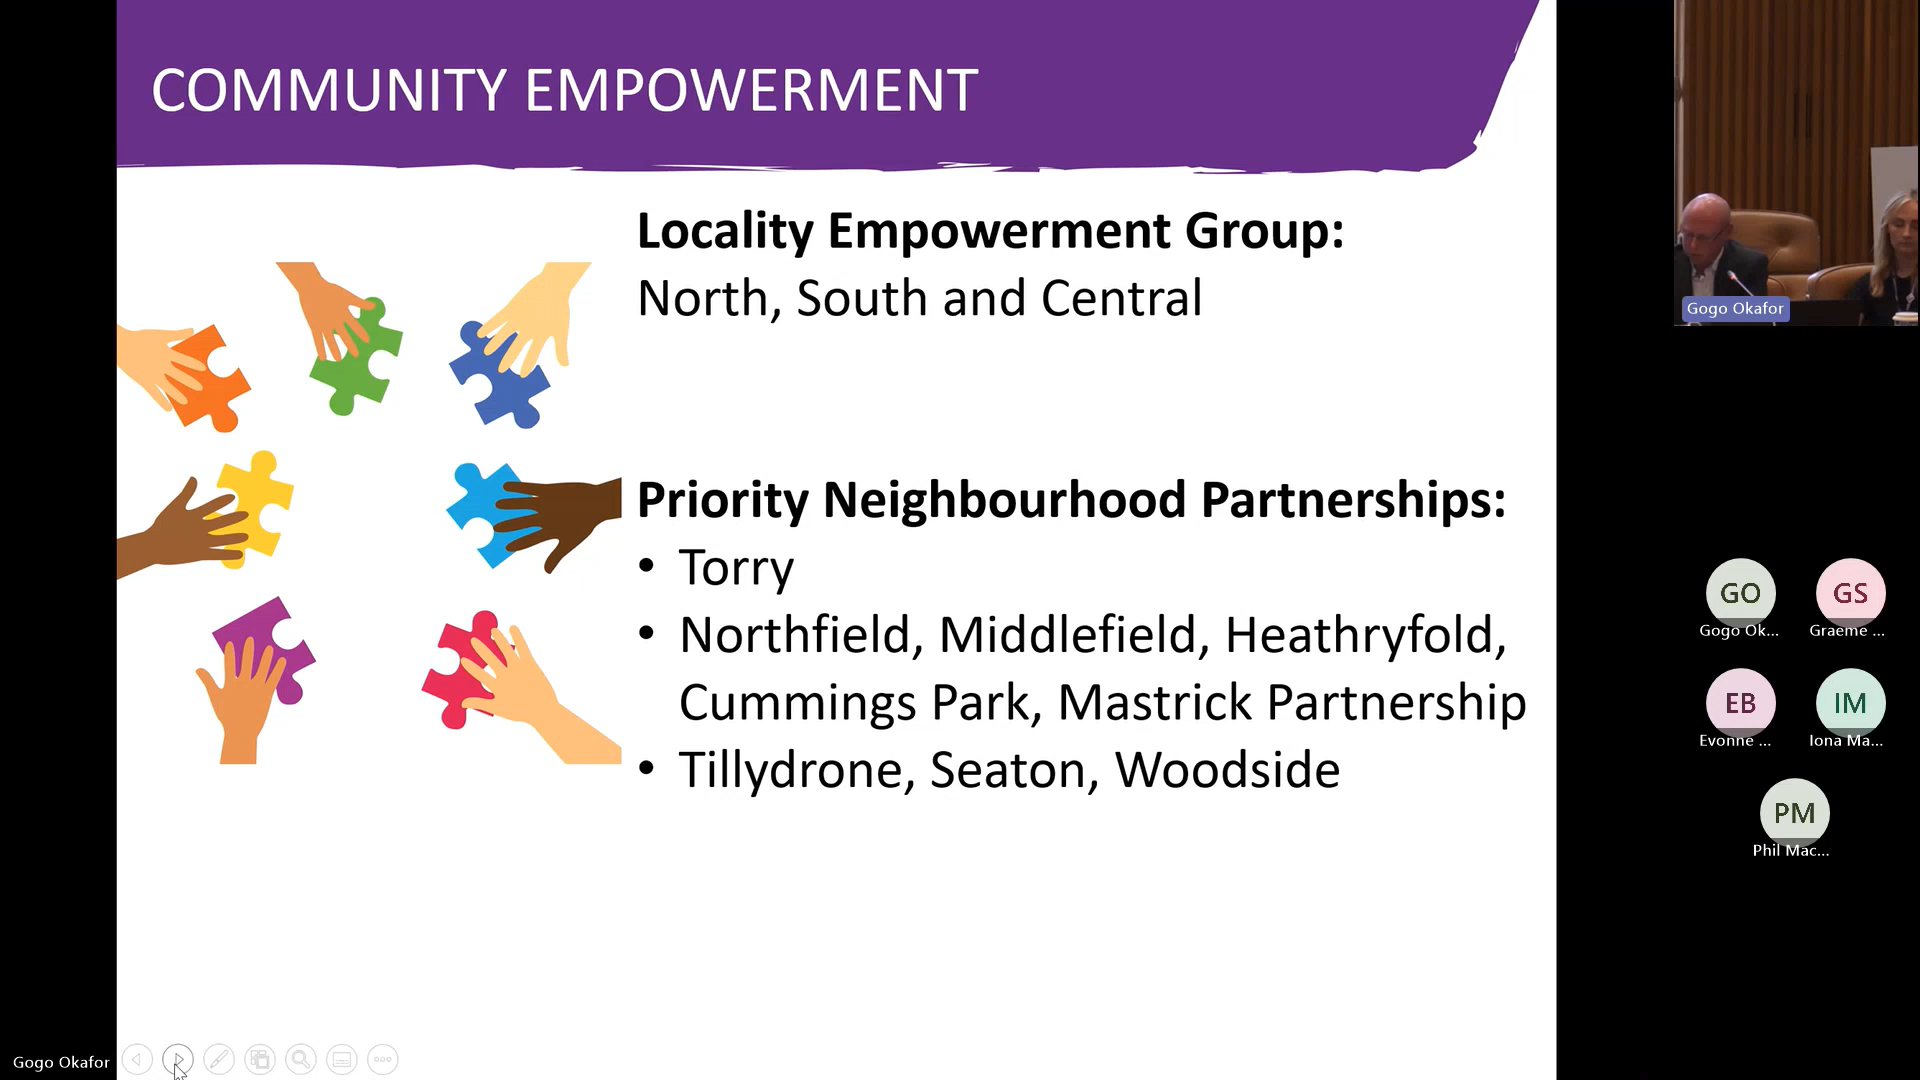 COMMUNITY EMPOWERMENT
Locality Empowerment Group:
North, South and Central
Priority Neighbourhood Partnerships:
• Torry
• Northfield, Middlefield, Heathryfold,
Cummings Park, Mastrick Partnership
• Tillydrone, Seaton, Woodside
Gogo Okafor
GO
GS
Gogo Ok...
Graeme ...
EB
IM
Evonne ...
Iona Ma...
PM
Phil Mac...
Gogo Okafor